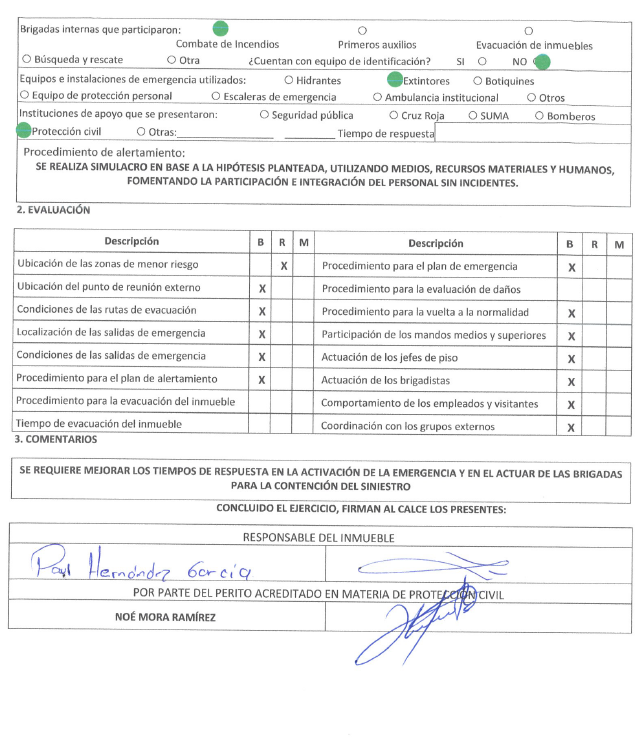 Brigadas internas que participaron:
Combate de Incendios Primeros auxilios Evacuación de inmuebles
Búsqueda y rescate Otra ¿Cuentan con equipo de identificación? SI NO
Equipos e instalaciones de emergencia utilizados: Hidrantes Extintores Botiquines
Equipo de protección personal Escaleras de emergencia Ambulancia institucional Otros
Instituciones de apoyo que se presentaron: Seguridad pública Cruz Roja SUMA Bomberos
Protección civil Otras:____________________ __________ Tiempo de respuesta
Procedimiento de alertamiento:
SE REALIZA SIMULACRO EN BASE A LA HIPÓTESIS PLANTEADA, UTILIZANDO MEDIOS, RECURSOS MATERIALES Y HUMANOS,
FOMENTANDO LA PARTICIPACIÓN E INTEGRACIÓN DEL PERSONAL SIN INCIDENTES.
2. EVALUACIÓN
Descripción B R M Descripción B R M
Ubicación de las zonas de menor riesgo X Procedimiento para el plan de emergencia X
Ubicación del punto de reunión externo X Procedimiento para la evaluación de daños
Condiciones de las rutas de evacuación X Procedimiento para la vuelta a la normalidad X
Localización de las salidas de emergencia X Participación de los mandos medios y superiores X
Condiciones de las salidas de emergencia X Actuación de los jefes de piso X
Procedimiento para el plan de alertamiento X Actuación de los brigadistas X
Procedimiento para la evacuación del inmueble Comportamiento de los empleados y visitantes X
Tiempo de evacuación del inmueble Coordinación con los grupos externos X
3. COMENTARIOS
SE REQUIERE MEJORAR LOS TIEMPOS DE RESPUESTA EN LA ACTIVACIÓN DE LA EMERGENCIA Y EN EL ACTUAR DE LAS BRIGADAS
PARA LA CONTENCIÓN DEL SINIESTRO
CONCLUIDO EL EJERCICIO, FIRMAN AL CALCE LOS PRESENTES:
RESPONSABLE DEL INMUEBLE
Paul Hernández García
POR PARTE DEL PERITO ACREDITADO EN MATERIA DE PROTECCIÓN CIVIL
NOÉ MORA RAMÍREZ